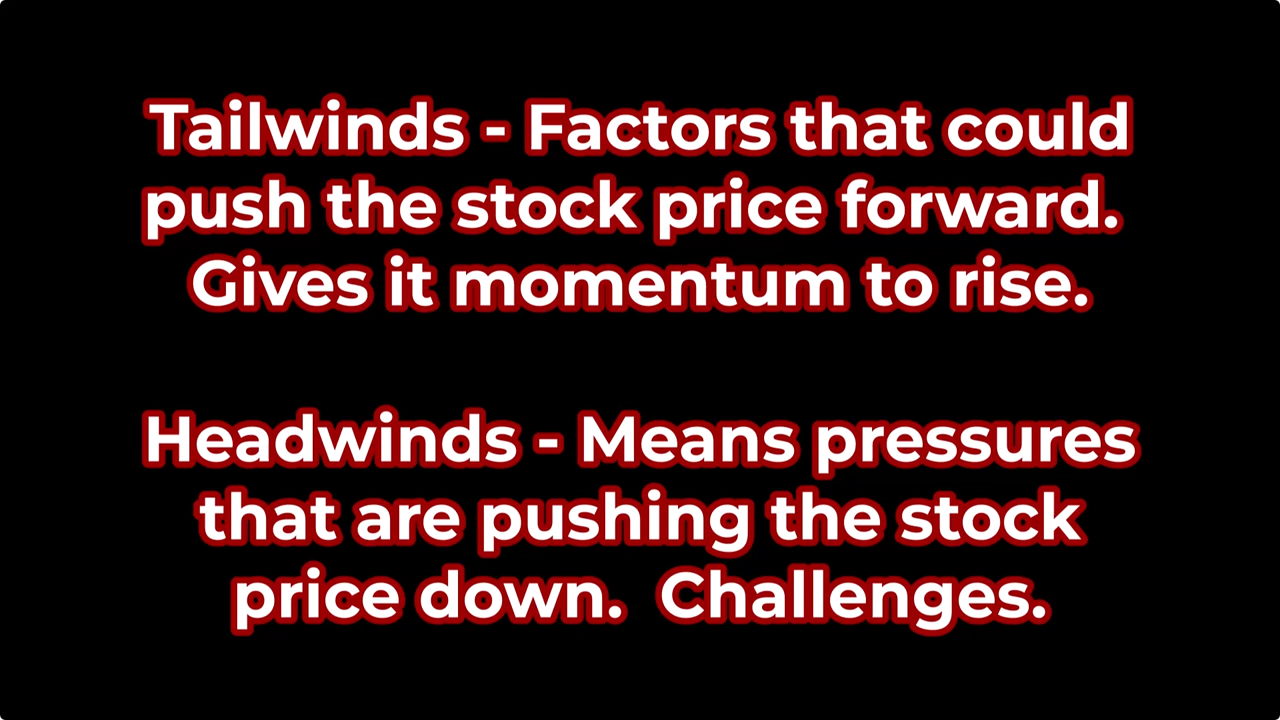 Tailwinds - Factors that could
push the stock price forward.
Gives it momentum to rise.
Headwinds - Means pressures
that are pushing the stock
price down.  Challenges.